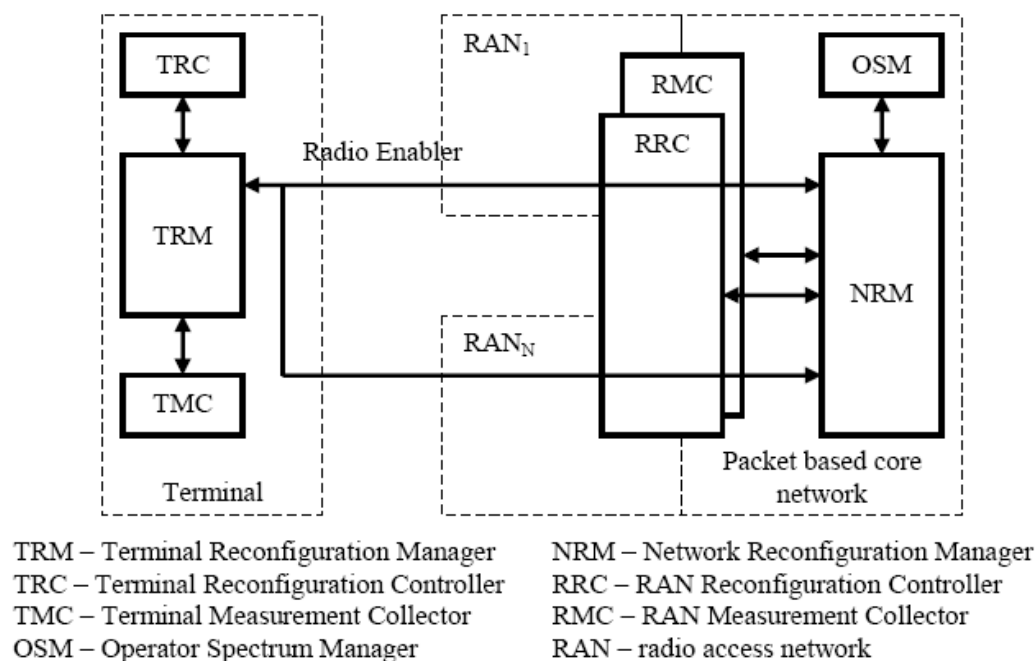 TRC
RAN₁
OSM
RMC
RRC
Radio Enabler
TRM
NRM
RANN
TMC
Terminal
Packet based core
network
TRM – Terminal Reconfiguration Manager
TRC – Terminal Reconfiguration Controller
TMC – Terminal Measurement Collector
OSM – Operator Spectrum Manager
NRM – Network Reconfiguration Manager
RRC – RAN Reconfiguration Controller
RMC – RAN Measurement Collector
RAN – radio access network